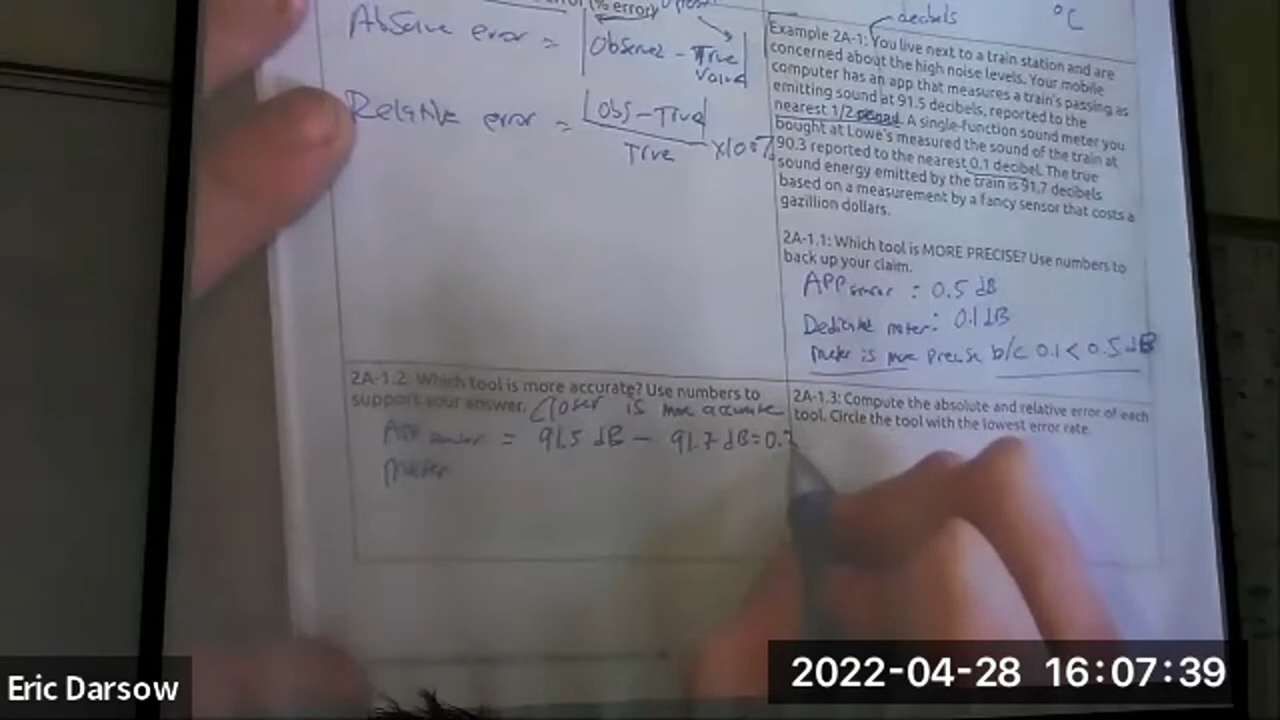 (% error)
Absolute error = |Observed - True Value|
Relative error = |obs - True|
True x100%
decibels
°C
Example 2A-1: You live next to a train station and are
concerned about the high noise levels. Your mobile
computer has an app that measures a train's passing as
emitting sound at 91.5 decibels, reported to the
nearest 1/2 decibel. A single-function sound meter you
bought at Lowe's measured the sound of the train at
90.3 reported to the nearest 0.1 decibel. The true
sound energy emitted by the train is 91.7 decibels
based on a measurement by a fancy sensor that costs a
gazillion dollars.
2A-1.1: Which tool is MORE PRECISE? Use numbers to
back up your claim.
APP sensor : 0.5 dB
Dedicated meter: 0.1 dB
meter is more precise b/c 0.1 < 0.5 dB
2A-1.2: Which tool is more accurate? Use numbers to
support your answer. Closer is more accurate
App sensor = 91.5 dB - 91.7 dB = 0.
meter
2A-1.3: Compute the absolute and relative error of each
tool. Circle the tool with the lowest error rate.
Eric Darsow
2022-04-28 16:07:39